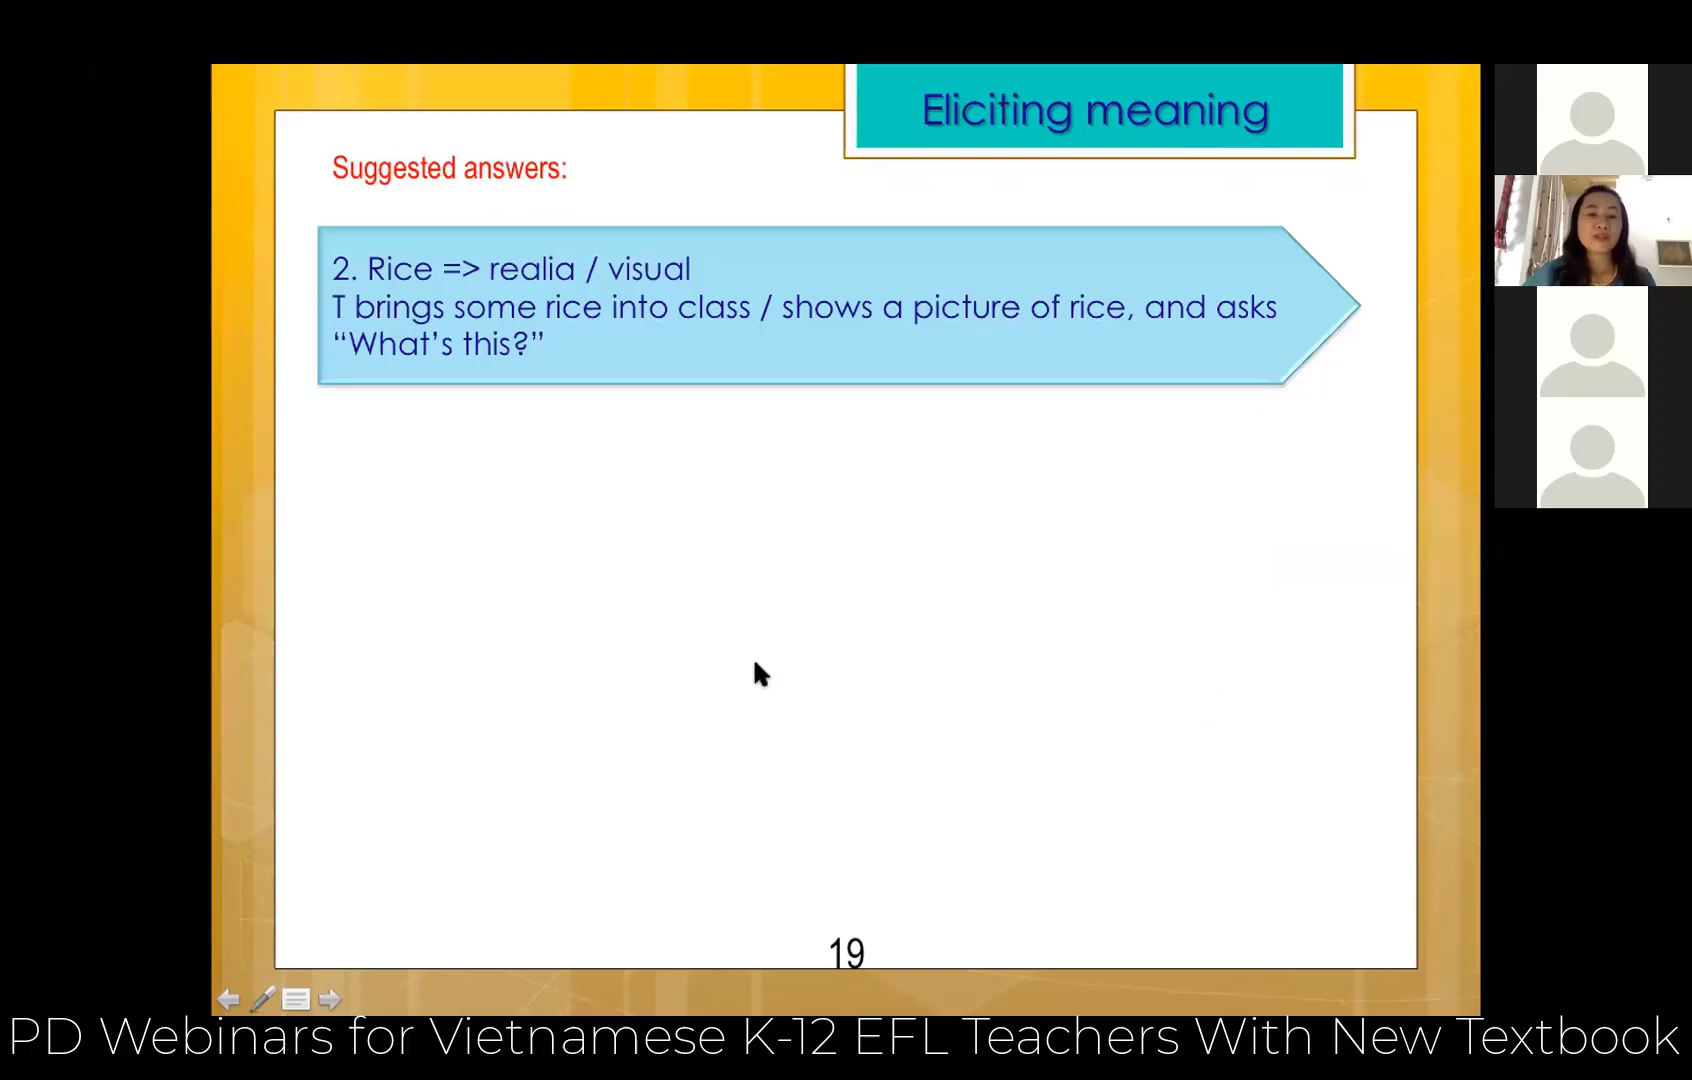 Eliciting meaning
Suggested answers:
2. Rice => realia / visual
T brings some rice into class / shows a picture of rice, and asks
“What’s this?”
19
PD Webinars for Vietnamese K-12 EFL Teachers With New Textbook